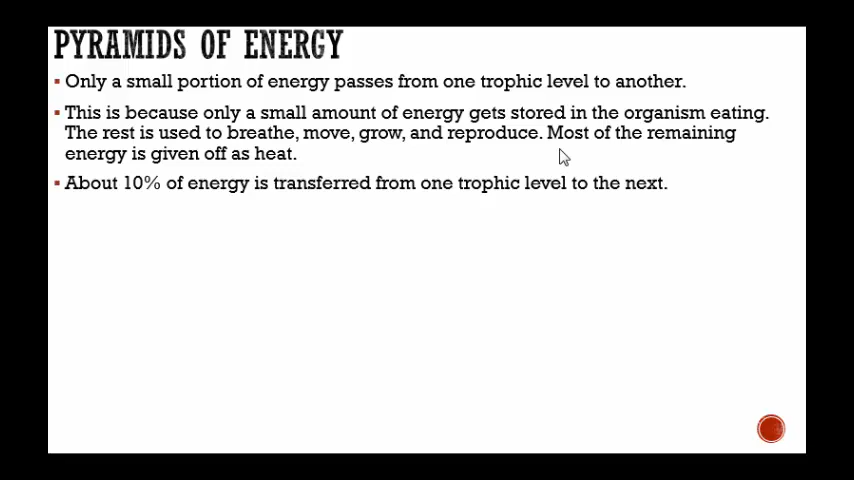 PYRAMIDS OF ENERGY
▪ Only a small portion of energy passes from one trophic level to another.
▪ This is because only a small amount of energy gets stored in the organism eating.
The rest is used to breathe, move, grow, and reproduce. Most of the remaining
energy is given off as heat.
▪ About 10% of energy is transferred from one trophic level to the next.